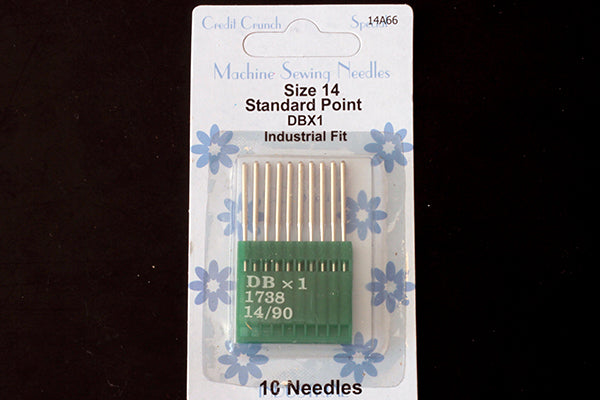 Credit Crunch Special
14A66
Machine Sewing Needles
Size 14
Standard Point
DBX1
Industrial Fit
DB × 1
1738
14/90
10 Needles